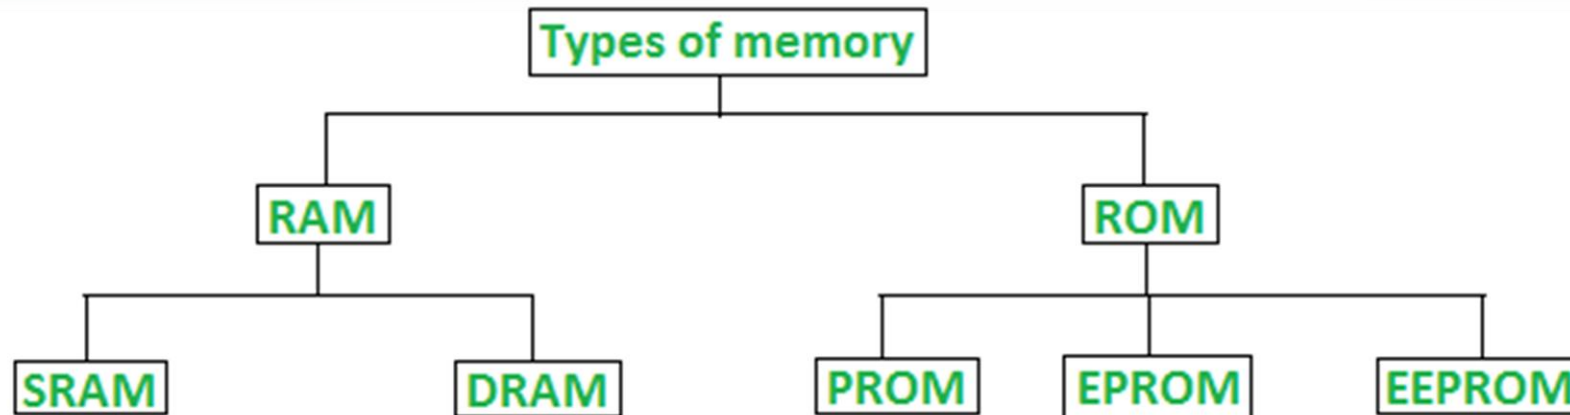 Types of memory
RAM
ROM
SRAM
DRAM
PROM
EPROM
EEPROM